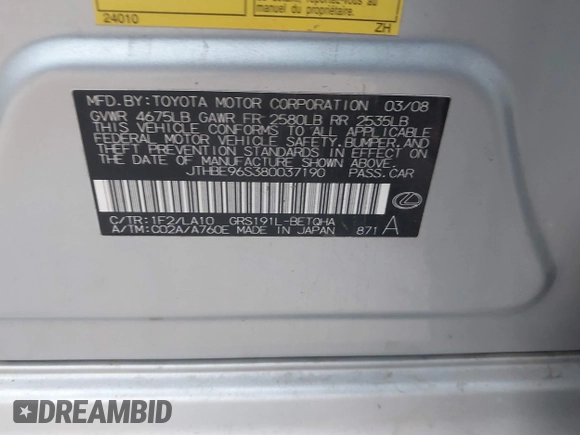 manuel du propriétaire.
24010
ZH
MFD. BY: TOYOTA MOTOR CORPORATION 03/08
GVWR 4675LB GAWR FR 2580LB RR 2535LB
THIS VEHICLE CONFORMS TO ALL APPLICABLE
FEDERAL MOTOR VEHICLE SAFETY, BUMPER, AND
THEFT PREVENTION STANDARDS IN EFFECT ON
THE DATE OF MANUFACTURE SHOWN ABOVE.
JTHBE96S380037190 PASS.CAR
C/TR: 1F2/LA10 GRS191L-BETQHA
A/TM: C02A/A760E MADE IN JAPAN 871 A
DREAMBID